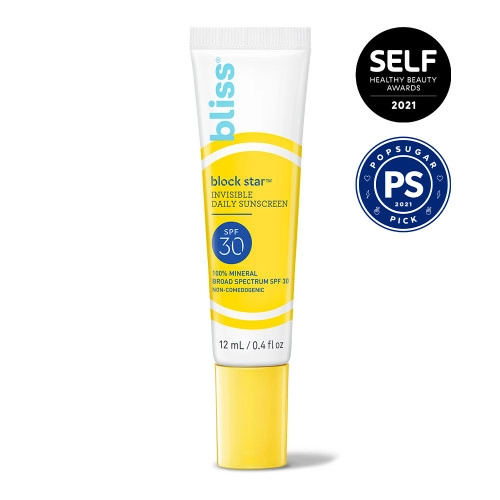 bliss®
block star™
INVISIBLE
DAILY SUNSCREEN
SPF
30
100% MINERAL
BROAD SPECTRUM SPF 30
NON-COMEDOGENIC
12 mL / 0.4 fl oz
SELF
HEALTHY BEAUTY
AWARDS
2021
POPSUGAR
PS
2021
PICK